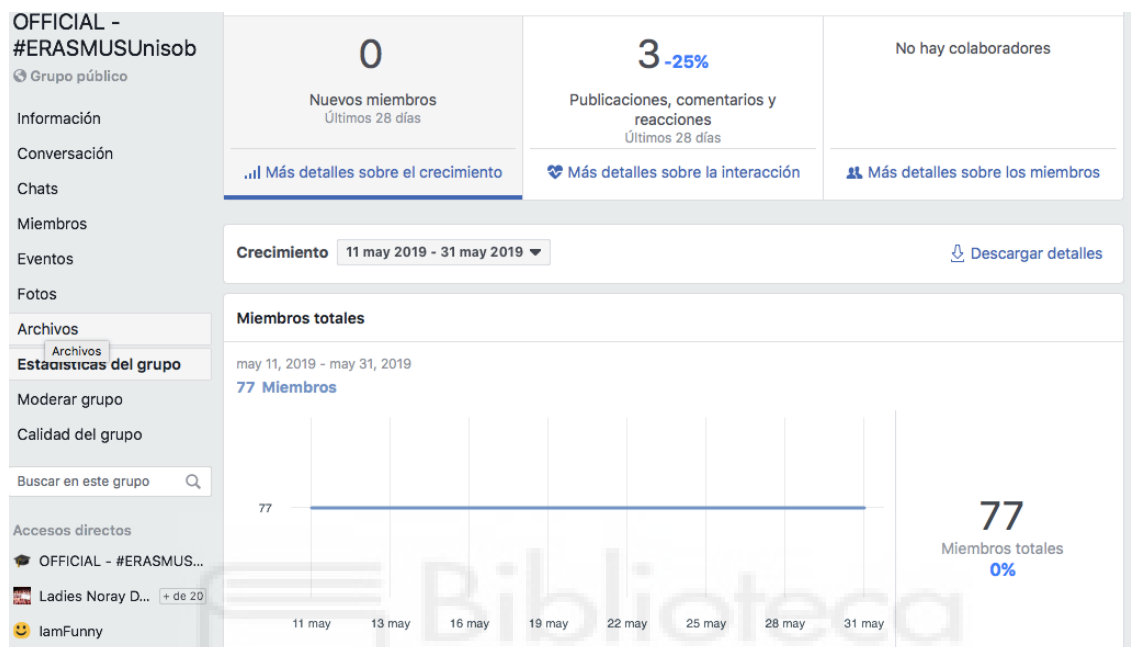 OFFICIAL -
#ERASMUSUnisob
Grupo público
Información
Conversación
Chats
Miembros
Eventos
Fotos
Archivos
Archivos
Estadísticas del grupo
Moderar grupo
Calidad del grupo
Buscar en este grupo
Accesos directos
OFFICIAL - #ERASMUS...
Ladies Noray D... + de 20
IamFunny
0
Nuevos miembros
Últimos 28 días
Más detalles sobre el crecimiento
3 -25%
Publicaciones, comentarios y
reacciones
Últimos 28 días
Más detalles sobre la interacción
No hay colaboradores
Más detalles sobre los miembros
Crecimiento 11 may 2019 - 31 may 2019
Descargar detalles
Miembros totales
may 11, 2019 - may 31, 2019
77 Miembros
77
11 may 13 may 16 may 19 may 22 may 25 may 28 may 31 may
77
Miembros totales
0%
Biblioteca